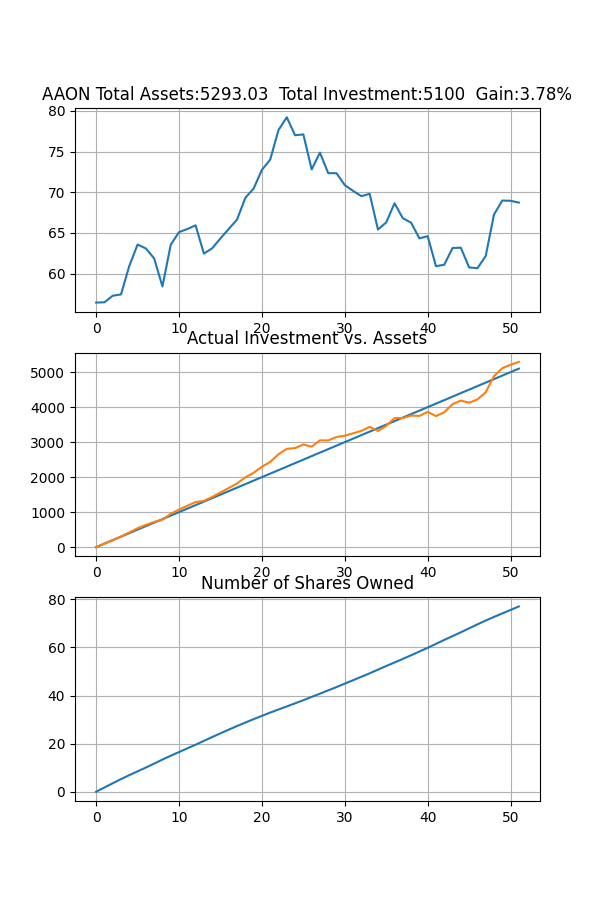 AAON Total Assets:5293.03  Total Investment:5100  Gain:3.78%
80
75
70
65
60
0 10 20 30 40 50
Actual Investment vs. Assets
5000
4000
3000
2000
1000
0
0 10 20 30 40 50
Number of Shares Owned
80
60
40
20
0
0 10 20 30 40 50